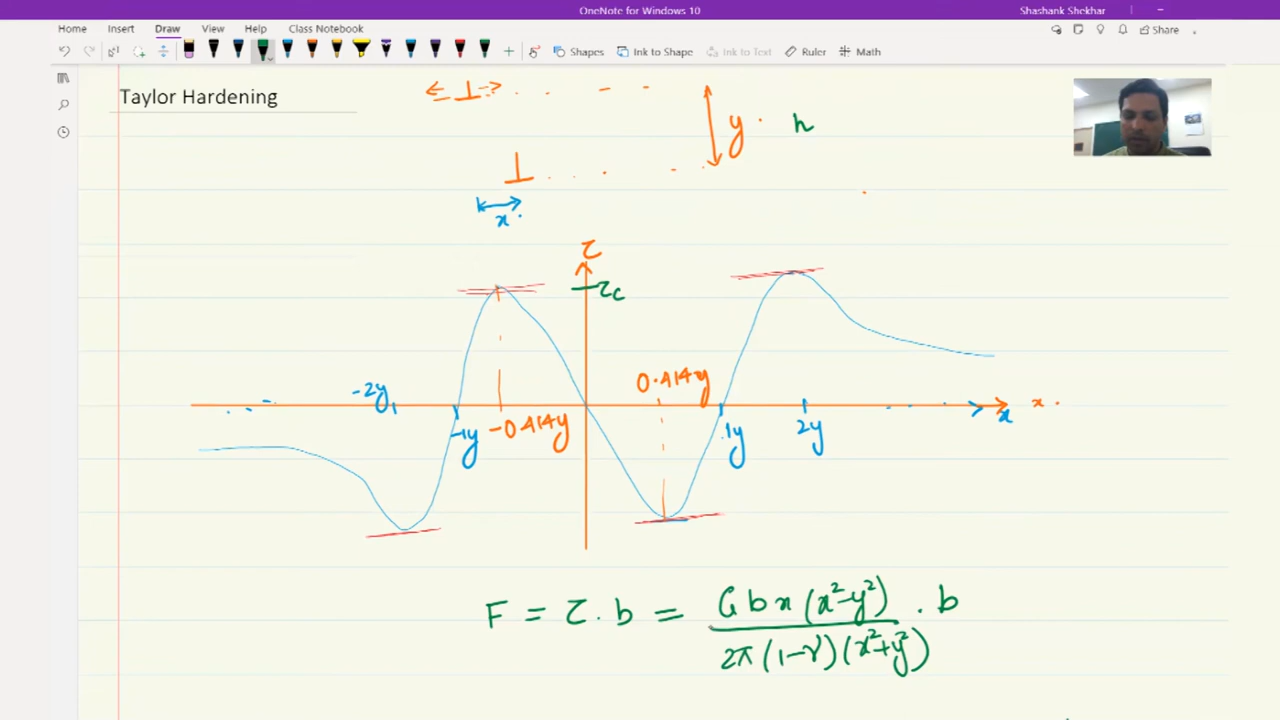 OneNote for Windows 10
Shashank Shekhar
Home Insert Draw View Help Class Notebook
Share
Shapes Ink to Shape Ink to Text Ruler Math
Taylor Hardening
← ⊥ →
y
h
⊥
x
τ
τc
0.414y
-2y
x
-1y -0.414y 1y 2y x
F = τ . b = Gbx(x²-y²) . b
2π(1-ν)(x²+y²)